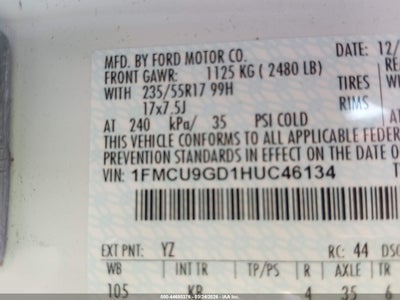 MFD. BY FORD MOTOR CO.
DATE: 12/
FRONT GAWR: 1125 KG ( 2480 LB)
WITH 235/55R17 99H TIRES
17x7.5J RIMS
AT 240 kPa/ 35 PSI COLD
THIS VEHICLE CONFORMS TO ALL APPLICABLE FEDER
PREVENTION STANDARDS IN EFFECT ON THE DATE O
VIN: 1FMCU9GD1HUC46134
EXT PNT: YZ
RC: 44 DSO
WB INT TR TP/PS R AXLE TR
105 KB 4 35 6